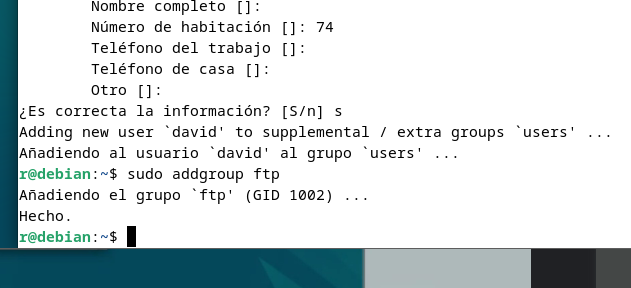 Nombre completo []:
Número de habitación []: 74
Teléfono del trabajo []:
Teléfono de casa []:
Otro []:
¿Es correcta la información? [S/n] s
Adding new user `david' to supplemental / extra groups `users' ...
Añadiendo al usuario `david' al grupo `users' ...
r@debian:~$ sudo addgroup ftp
Añadiendo el grupo `ftp' (GID 1002) ...
Hecho.
r@debian:~$